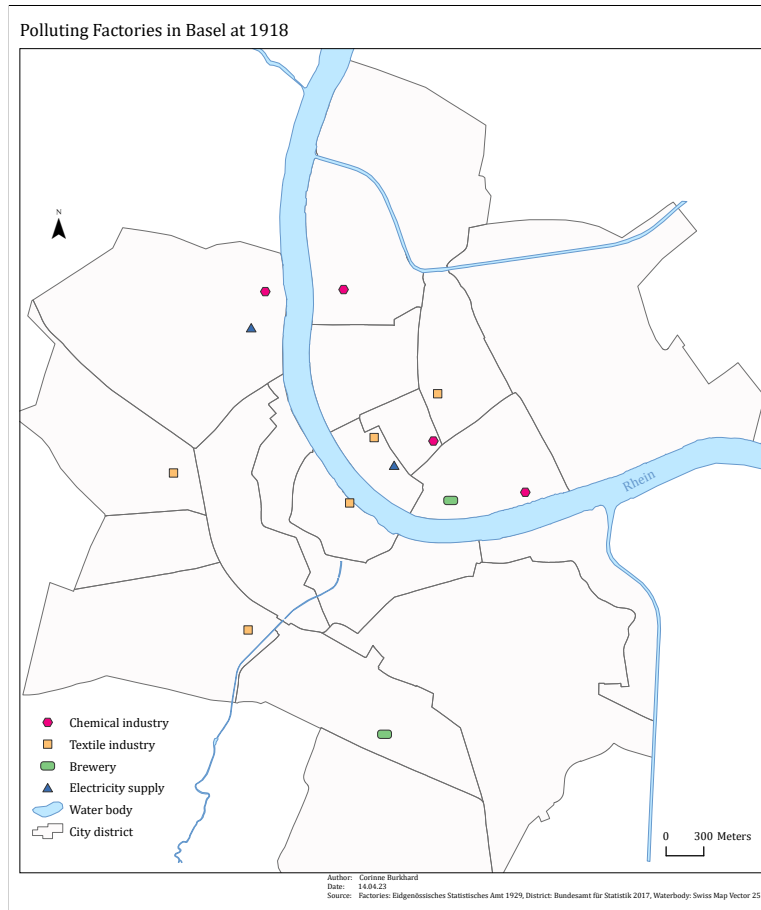 Polluting Factories in Basel at 1918
N
Rhein
Chemical industry
Textile industry
Brewery
Electricity supply
Water body
City district
0 300 Meters
Author: Corinne Burkhard
Date: 14.04.23
Source: Factories: Eidgenössisches Statistisches Amt 1929, District: Bundesamt für Statistik 2017, Waterbody: Swiss Map Vector 25